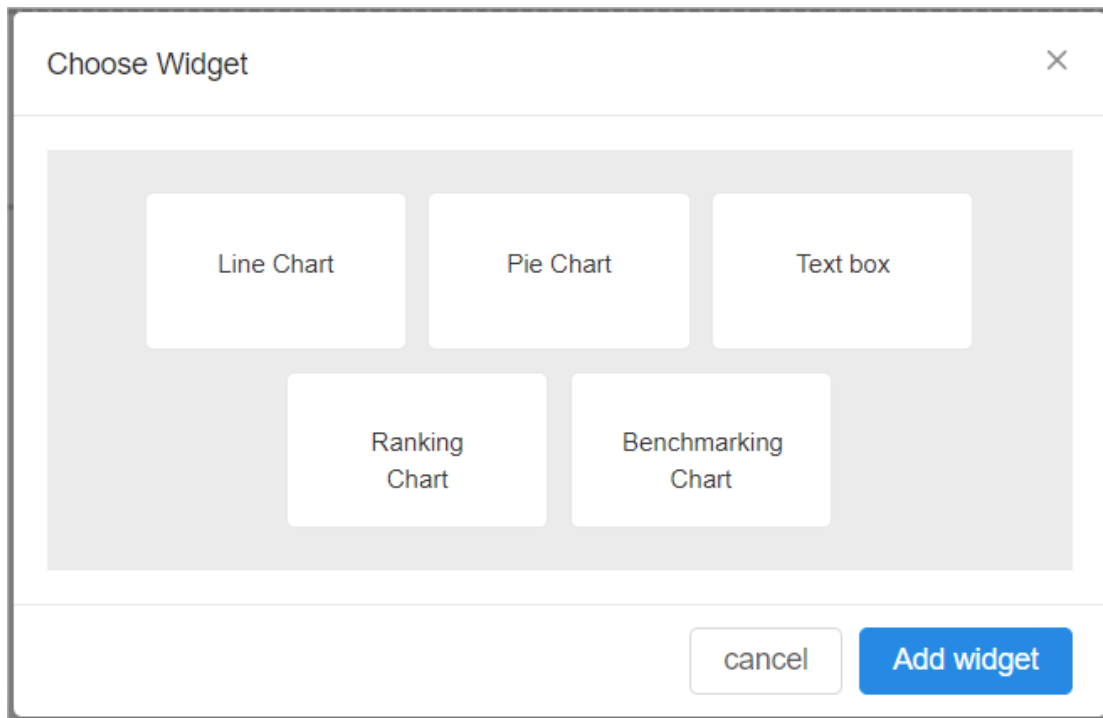 Choose Widget
Line Chart
Pie Chart
Text box
Ranking
Chart
Benchmarking
Chart
cancel
Add widget